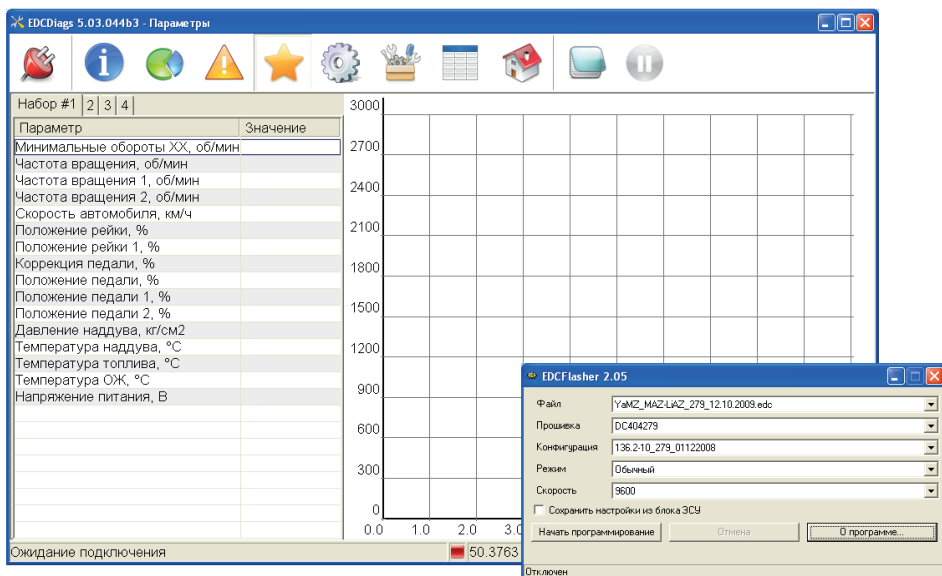 EDCDiags 5.03.044b3 - Параметры
Набор #1 2 3 4
Параметр Значение
Минимальные обороты ХХ, об/мин
Частота вращения, об/мин
Частота вращения 1, об/мин
Частота вращения 2, об/мин
Скорость автомобиля, км/ч
Положение рейки, %
Положение рейки 1, %
Коррекция педали, %
Положение педали, %
Положение педали 1, %
Положение педали 2, %
Давление наддува, кг/см2
Температура наддува, °С
Температура топлива, °С
Температура ОЖ, °С
Напряжение питания, В
3000
2700
2400
2100
1800
1500
1200
900
600
300
0
0.0 1.0 2.0 3.0
Ожидание подключения
50.3763
EDCFlasher 2.05
Файл YaMZ_MAZ-LiAZ_279_12.10.2009.edc
Прошивка DC404279
Конфигурация 136.2-10_279_01122008
Режим Обычный
Скорость 9600
Сохранить настройки из блока ЭСУ
Начать программирование Отмена О программе...
Отключен